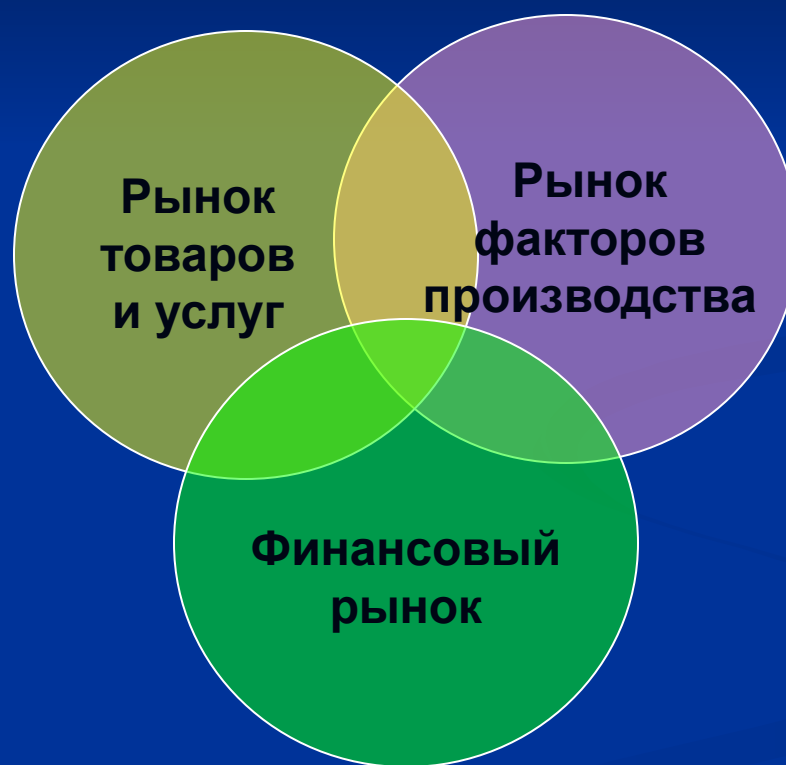 Рынок
товаров
и услуг
Рынок
факторов
производства
Финансовый
рынок